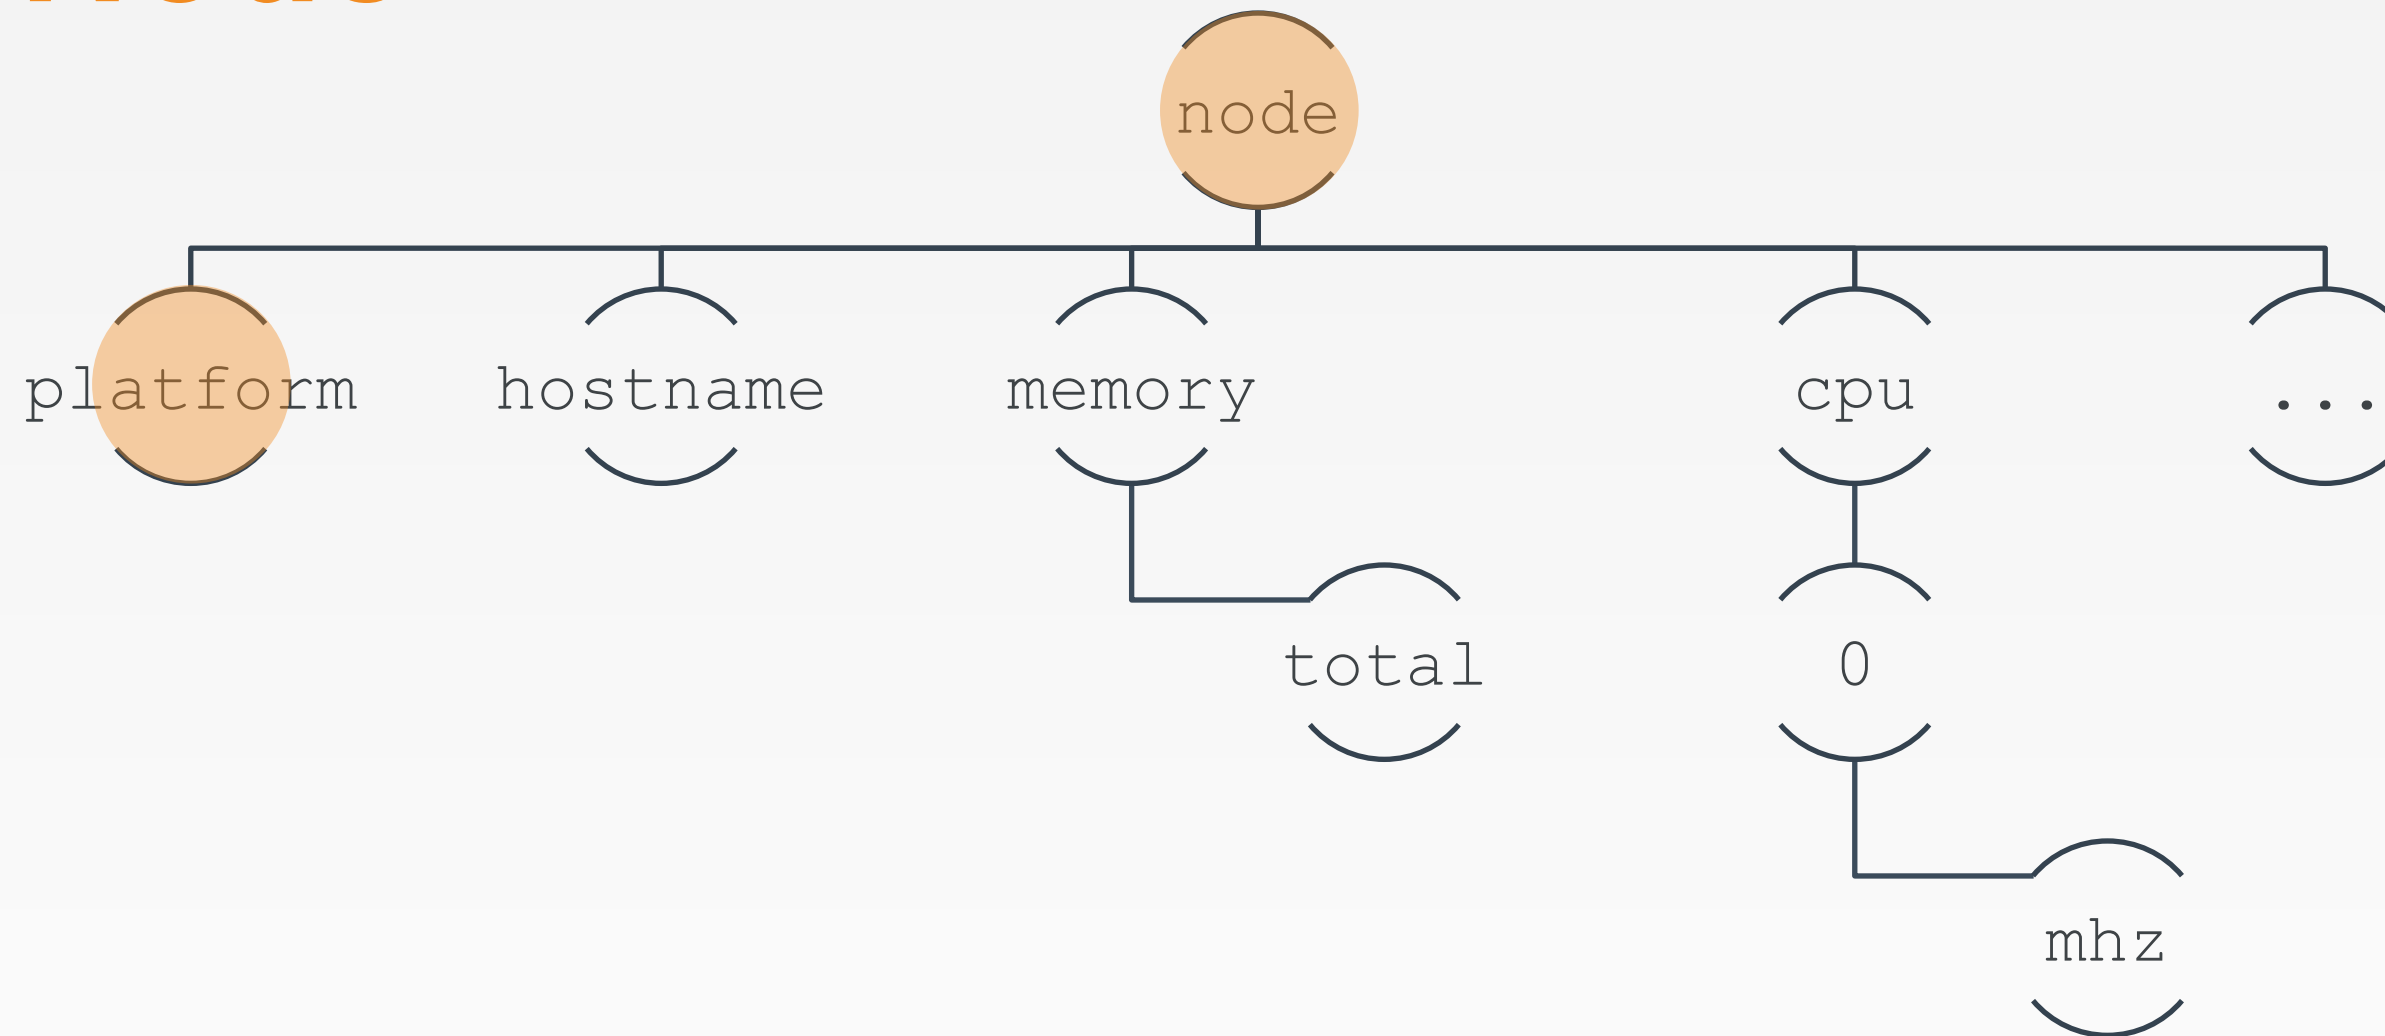 node
platform hostname memory cpu ...
total 0
mhz